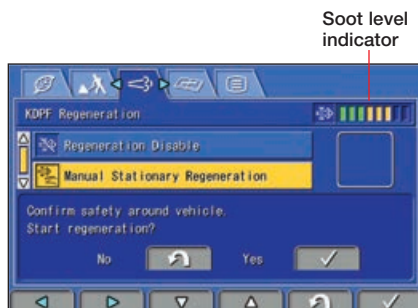 Soot level
indicator
KDPF Regeneration
Regeneration Disable
Manual Stationary Regeneration
Confirm safety around vehicle.
Start regeneration?
No Yes